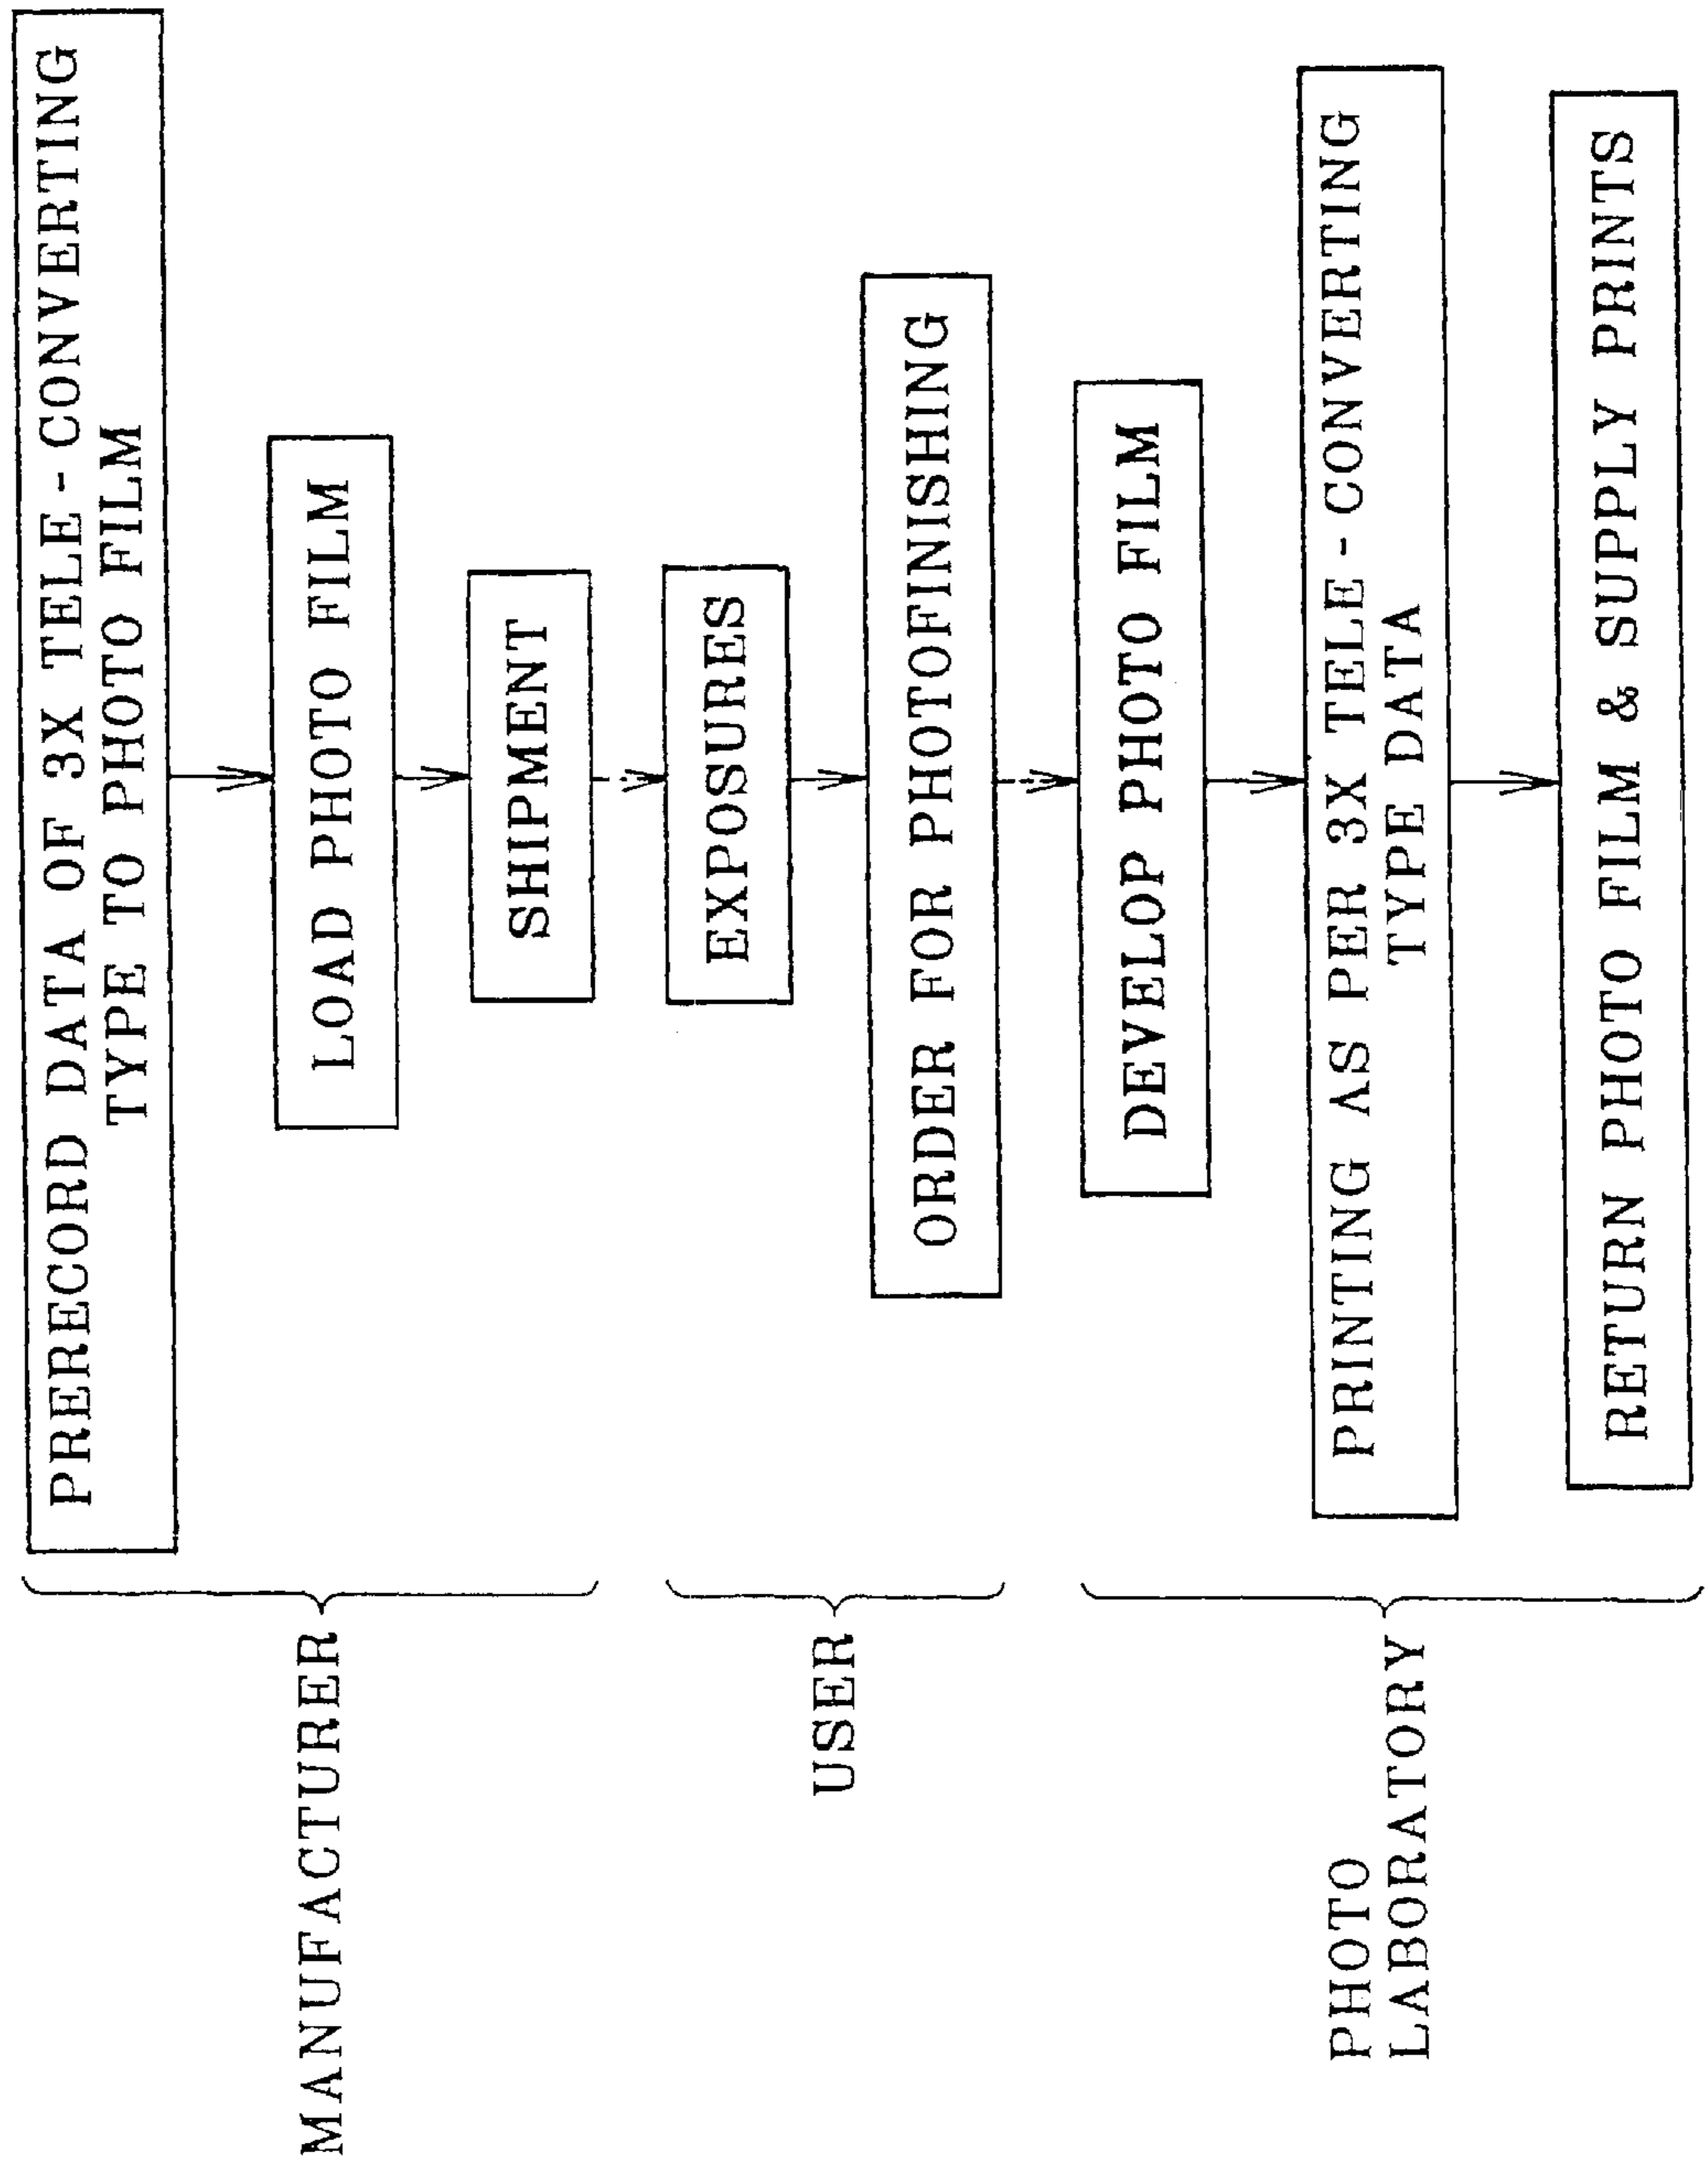 MANUFACTURER
PRERECORD DATA OF 3X TELE-CONVERTING
TYPE TO PHOTO FILM
LOAD PHOTO FILM
SHIPMENT
USER
EXPOSURES
ORDER FOR PHOTOFINISHING
PHOTO
LABORATORY
DEVELOP PHOTO FILM
PRINTING AS PER 3X TELE-CONVERTING
TYPE DATA
RETURN PHOTO FILM & SUPPLY PRINTS